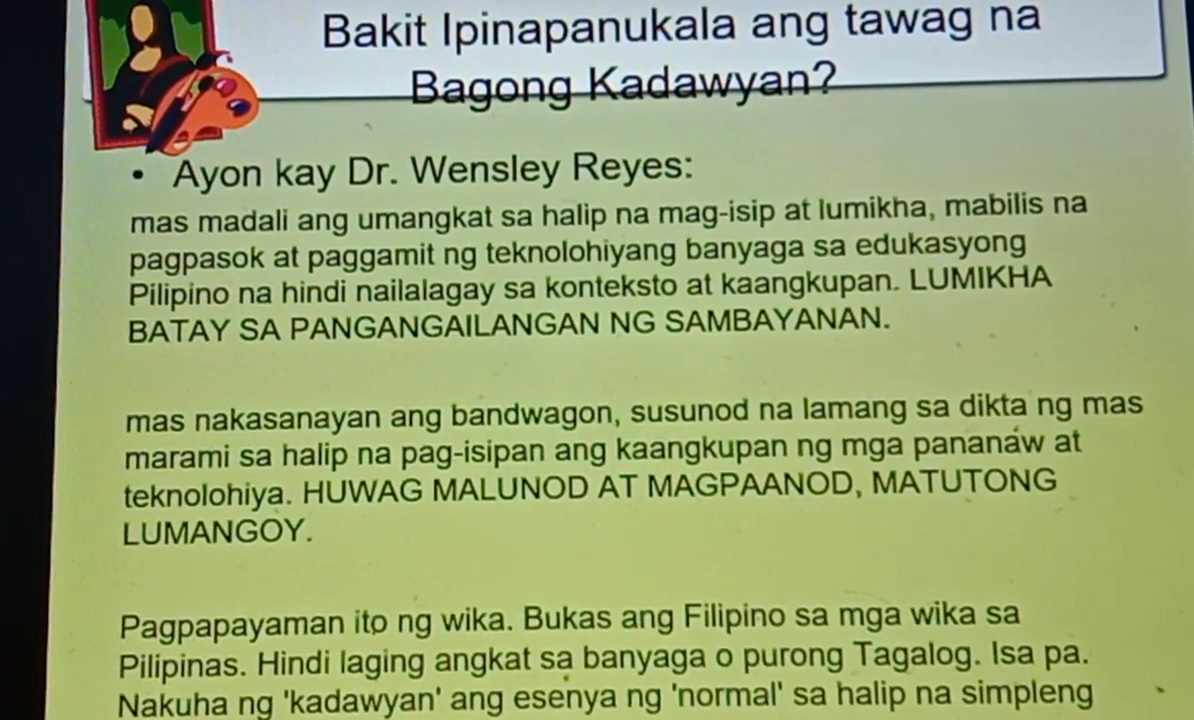 Bakit Ipinapanukala ang tawag na
Bagong Kadawyan?
• Ayon kay Dr. Wensley Reyes:
mas madali ang umangkat sa halip na mag-isip at lumikha, mabilis na
pagpasok at paggamit ng teknolohiyang banyaga sa edukasyong
Pilipino na hindi nailalagay sa konteksto at kaangkupan. LUMIKHA
BATAY SA PANGANGAILANGAN NG SAMBAYANAN.
mas nakasanayan ang bandwagon, susunod na lamang sa dikta ng mas
marami sa halip na pag-isipan ang kaangkupan ng mga pananaw at
teknolohiya. HUWAG MALUNOD AT MAGPAANOD, MATUTONG
LUMANGOY.
Pagpapayaman ito ng wika. Bukas ang Filipino sa mga wika sa
Pilipinas. Hindi laging angkat sa banyaga o purong Tagalog. Isa pa.
Nakuha ng 'kadawyan' ang esenya ng 'normal' sa halip na simpleng